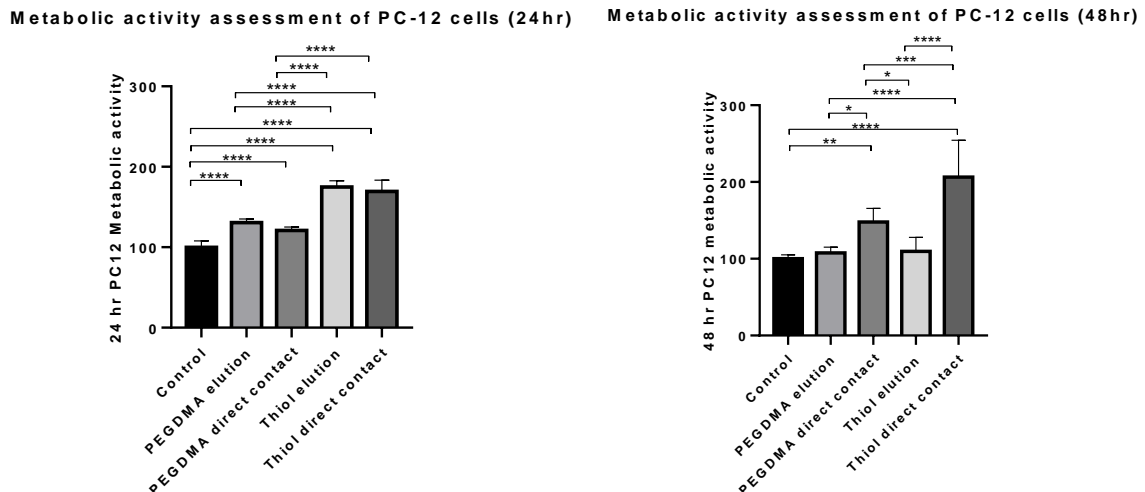 Metabolic activity assessment of PC-12 cells (24hr)
24 hr PC12 Metabolic activity
300
200
100
0
****
****
****
****
****
****
****
****
Control
PEGDMA elution
PEGDMA direct contact
Thiol elution
Thiol direct contact
Metabolic activity assessment of PC-12 cells (48hr)
48 hr PC12 metabolic activity
300
200
100
0
****
***
*
****
*
****
**
Control
PEGDMA elution
PEGDMA direct contact
Thiol elution
Thiol direct contact